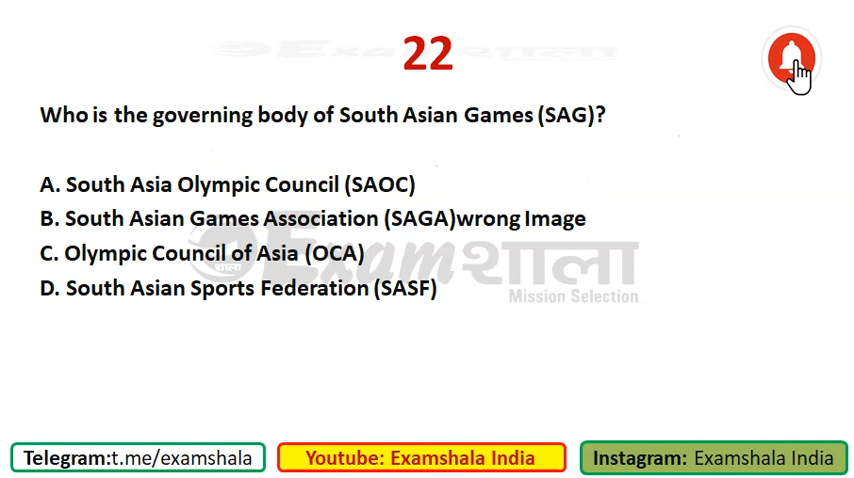 22
Who is the governing body of South Asian Games (SAG)?
A. South Asia Olympic Council (SAOC)
B. South Asian Games Association (SAGA)wrong Image
C. Olympic Council of Asia (OCA)
D. South Asian Sports Federation (SASF)
Examशाला
शाला
Mission Selection
Telegram:t.me/examshala
Youtube: Examshala India
Instagram: Examshala India